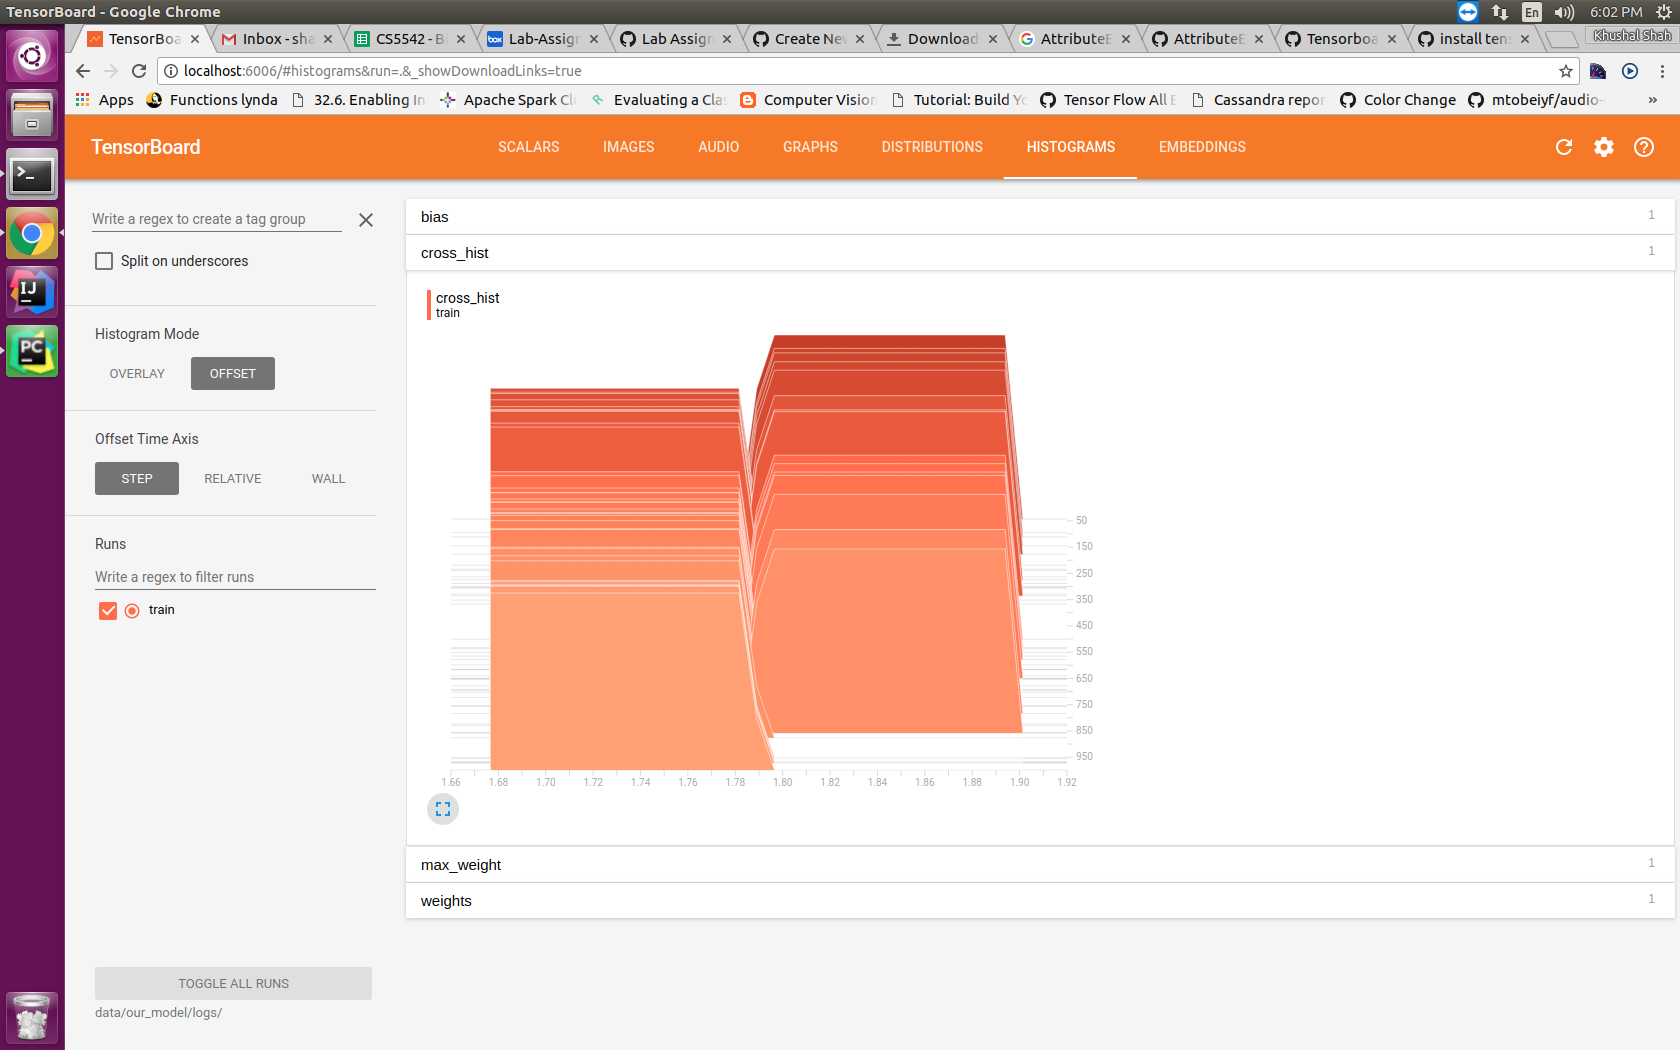 TensorBoard - Google Chrome
En
6:02 PM
TensorBoa
Inbox - sha
CS5542 - B
Lab-Assign
Lab Assign
Create New
Download
AttributeE
AttributeE
Tensorboa
install tens
Khushal Shah
localhost:6006/#histograms&run=.&_showDownloadLinks=true
Apps
Functions lynda
32.6. Enabling In
Apache Spark Clu
Evaluating a Clas
Computer Vision
Tutorial: Build Yo
Tensor Flow All E
Cassandra repor
Color Change
mtobeiyf/audio-
»
TensorBoard
SCALARS
IMAGES
AUDIO
GRAPHS
DISTRIBUTIONS
HISTOGRAMS
EMBEDDINGS
Write a regex to create a tag group
Split on underscores
Histogram Mode
OVERLAY
OFFSET
Offset Time Axis
STEP
RELATIVE
WALL
Runs
Write a regex to filter runs
train
TOGGLE ALL RUNS
data/our_model/logs/
bias
1
cross_hist
1
cross_hist
train
50
150
250
350
450
550
650
750
850
950
1.66
1.68
1.70
1.72
1.74
1.76
1.78
1.80
1.82
1.84
1.86
1.88
1.90
1.92
max_weight
1
weights
1
IJ
PC
box